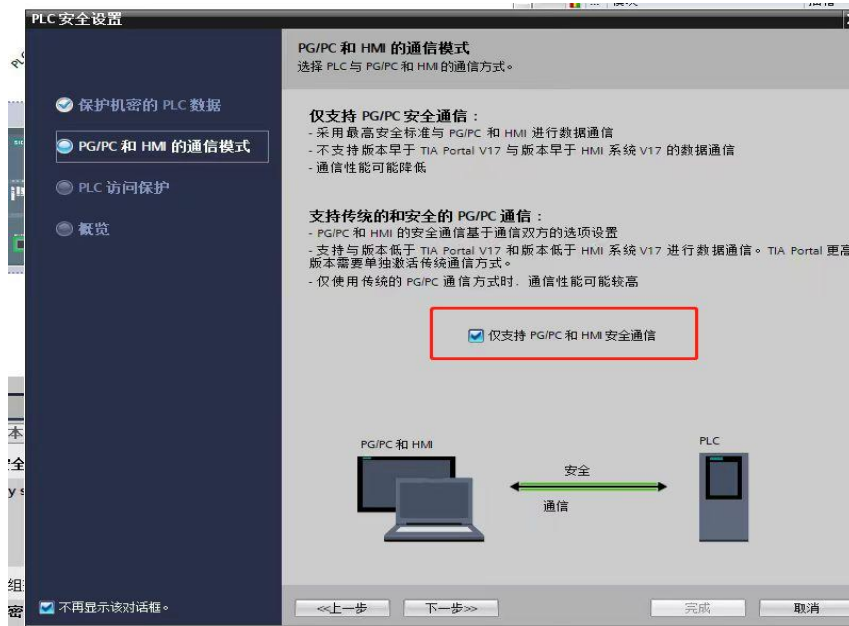 PLC 安全设置
PG/PC 和 HMI 的通信模式
选择 PLC 与 PG/PC 和 HMI 的通信方式。
保护机密的 PLC 数据
PG/PC 和 HMI 的通信模式
PLC 访问保护
概览
仅支持 PG/PC 安全通信：
- 采用最高安全标准与 PG/PC 和 HMI 进行数据通信
- 不支持版本早于 TIA Portal V17 与版本早于 HMI 系统 V17 的数据通信
- 通信性能可能降低
支持传统的和安全的 PG/PC 通信：
- PG/PC 和 HMI 的安全通信基于通信双方的选项设置
- 支持与版本低于 TIA Portal V17 和版本低于 HMI 系统 V17 进行数据通信。TIA Portal 更高
版本需要单独激活传统通信方式。
- 仅使用传统的 PG/PC 通信方式时．通信性能可能较高
仅支持 PG/PC 和 HMI 安全通信
PG/PC 和 HMI
PLC
安全
通信
不再显示该对话框。
<<上一步
下一步>>
完成
取消